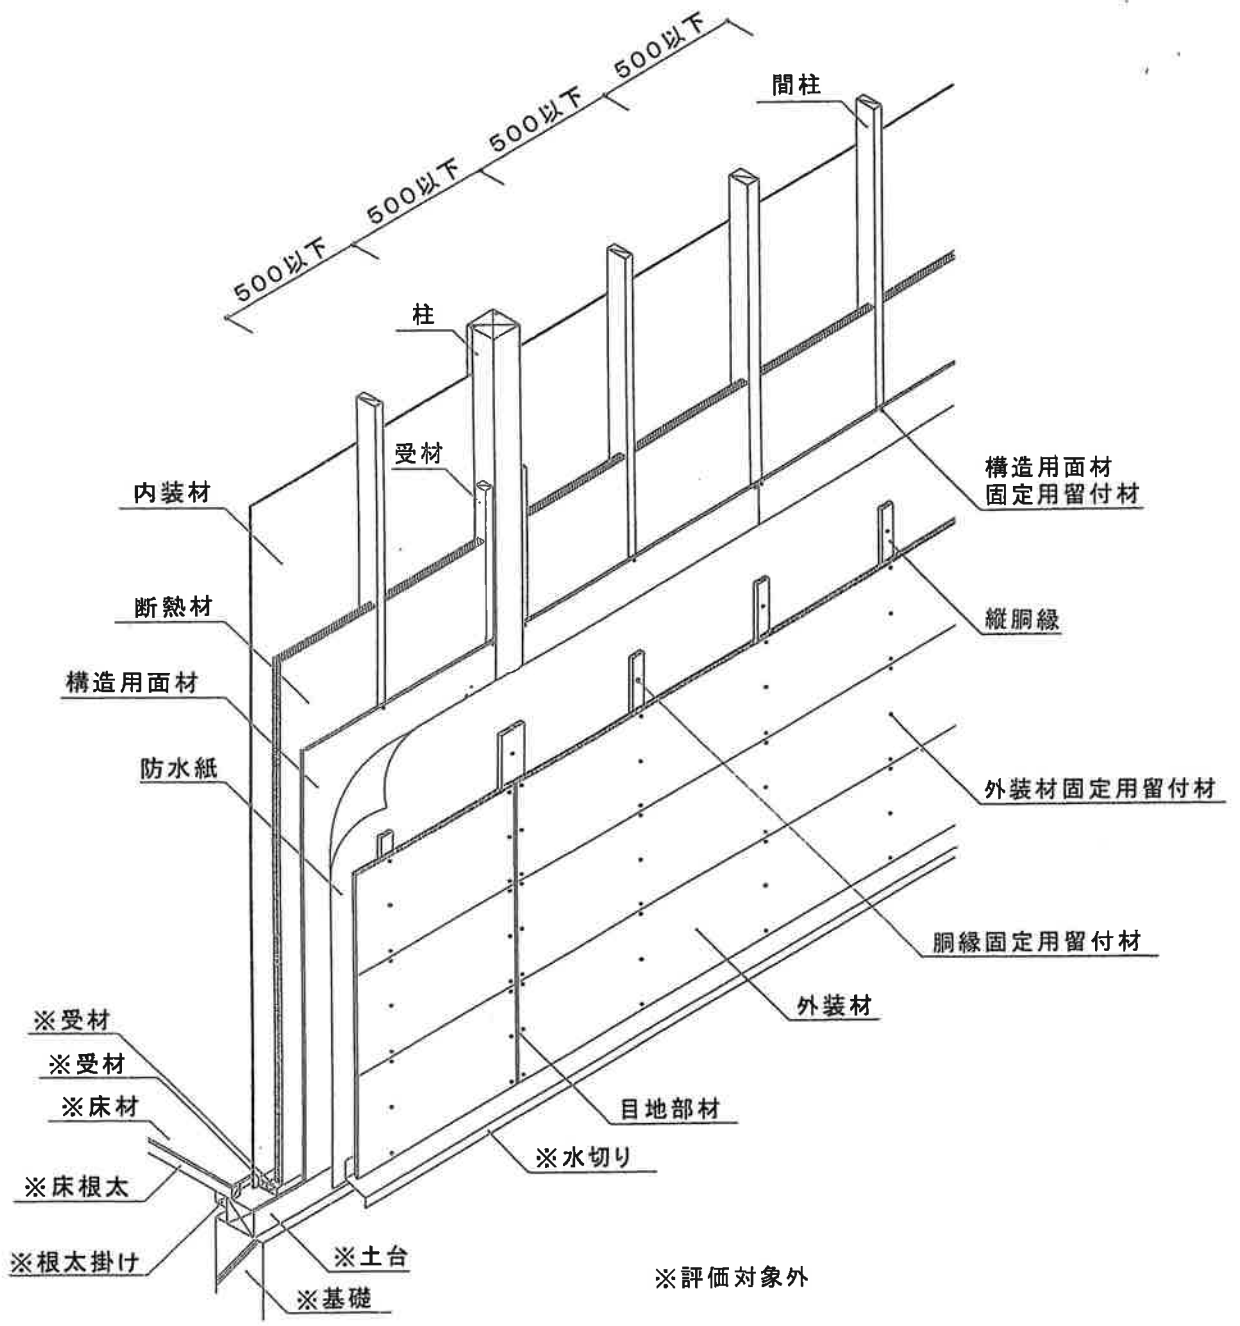 500以下
500以下
500以下
500以下
間柱
柱
受材
内装材
断熱材
構造用面材
防水紙
構造用面材
固定用留付材
縦胴縁
外装材固定用留付材
胴縁固定用留付材
外装材
目地部材
※水切り
※受材
※受材
※床材
※床根太
※根太掛け
※土台
※基礎
※評価対象外